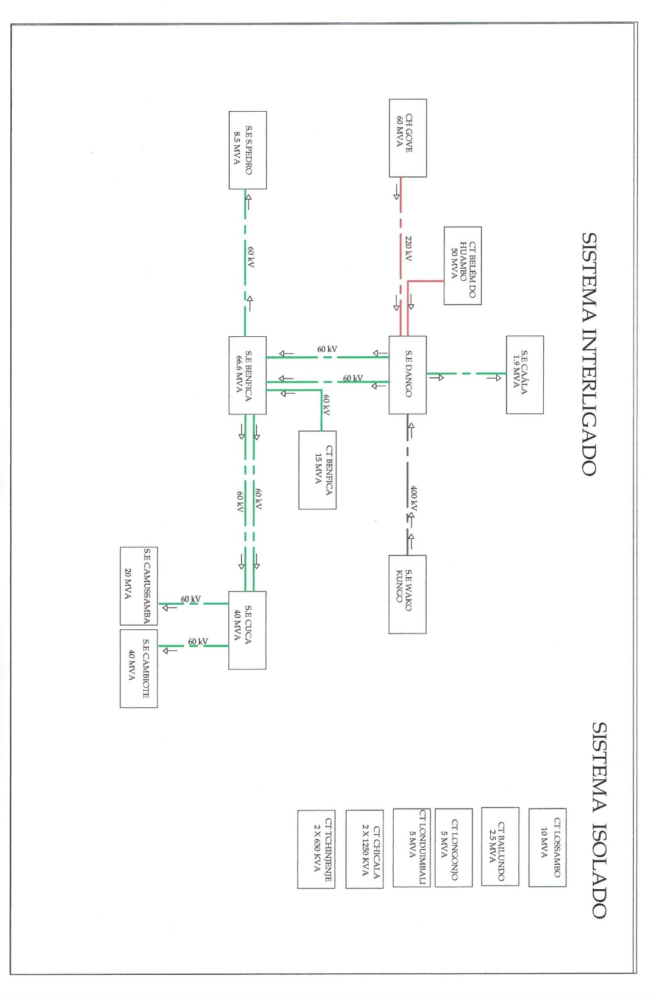 SISTEMA INTERLIGADO
SISTEMA ISOLADO
S.E CAÁLA
1.9 MVA
CT BELÉM DO
HUAMBO
50 MVA
CH GOVE
60 MVA
220 kV
S.E DANGO
400 kV
S.E WAKO
KUNGO
60 kV
60 kV
60 kV
CT BENFICA
15 MVA
S.E S.PEDRO
8.5 MVA
60 kV
S.E BENFICA
66.6 MVA
60 kV
60 kV
S.E CUCA
40 MVA
60 kV
60 kV
S.E CAMUSSAMBA
20 MVA
S.E CAMBIOTE
40 MVA
CT LOSSAMBO
10 MVA
CT BAILUNDO
2.5 MVA
CT LONGONJO
5 MVA
CT LONDUIMBALI
5 MVA
CT CHICALA
2 X 1250 KVA
CT TCHINJENJE
2 X 630 KVA